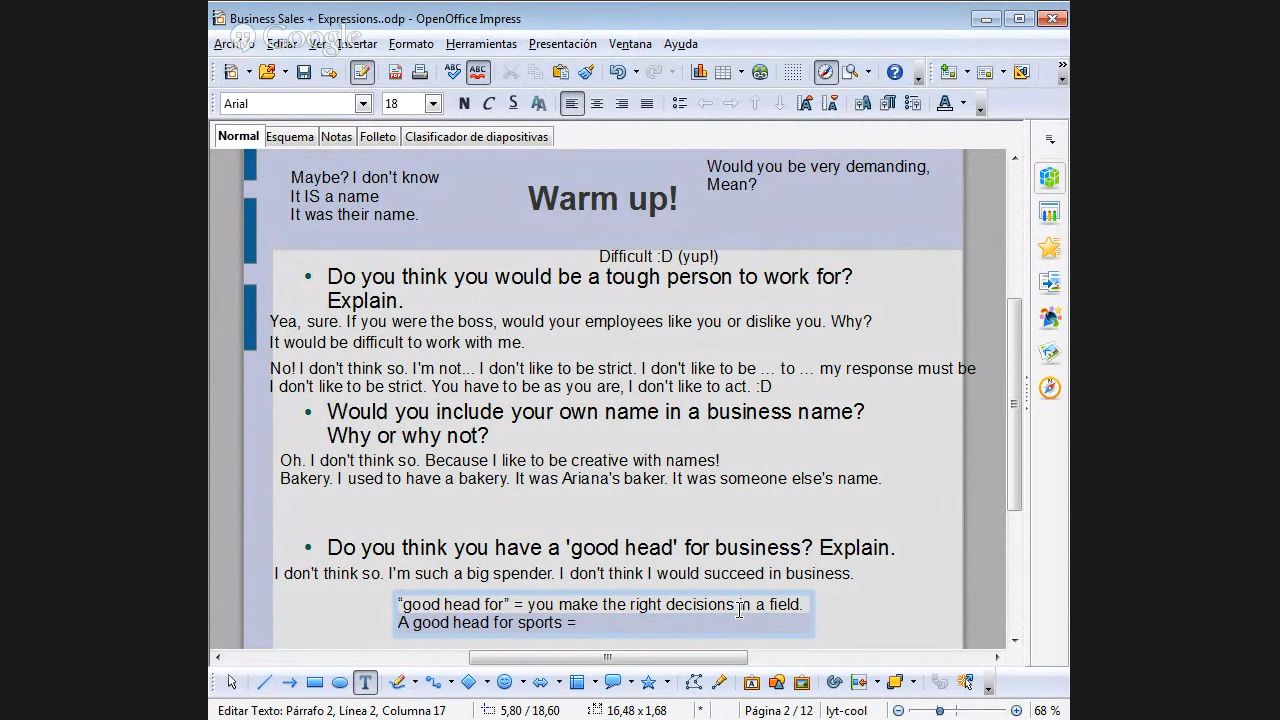 Business Sales + Expressions..odp - OpenOffice Impress
Google
Archivo Editar Ver Insertar Formato Herramientas Presentación Ventana Ayuda
Arial 18 N C S
Normal Esquema Notas Folleto Clasificador de diapositivas
Maybe? I don't know
It IS a name
It was their name.
Warm up!
Would you be very demanding,
Mean?
Difficult :D (yup!)
• Do you think you would be a tough person to work for?
Explain.
Yea, sure. If you were the boss, would your employees like you or dislike you. Why?
It would be difficult to work with me.
No! I don't think so. I'm not... I don't like to be strict. I don't like to be ... to ... my response must be
I don't like to be strict. You have to be as you are, I don't like to act. :D
• Would you include your own name in a business name?
Why or why not?
Oh. I don't think so. Because I like to be creative with names!
Bakery. I used to have a bakery. It was Ariana's baker. It was someone else's name.
• Do you think you have a 'good head' for business? Explain.
I don't think so. I'm such a big spender. I don't think I would succeed in business.
“good head for” = you make the right decisions in a field.
A good head for sports =
Editar Texto: Párrafo 2, Línea 2, Columna 17 5,80 / 18,60 16,48 x 1,68 * Página 2 / 12 lyt-cool 68 %